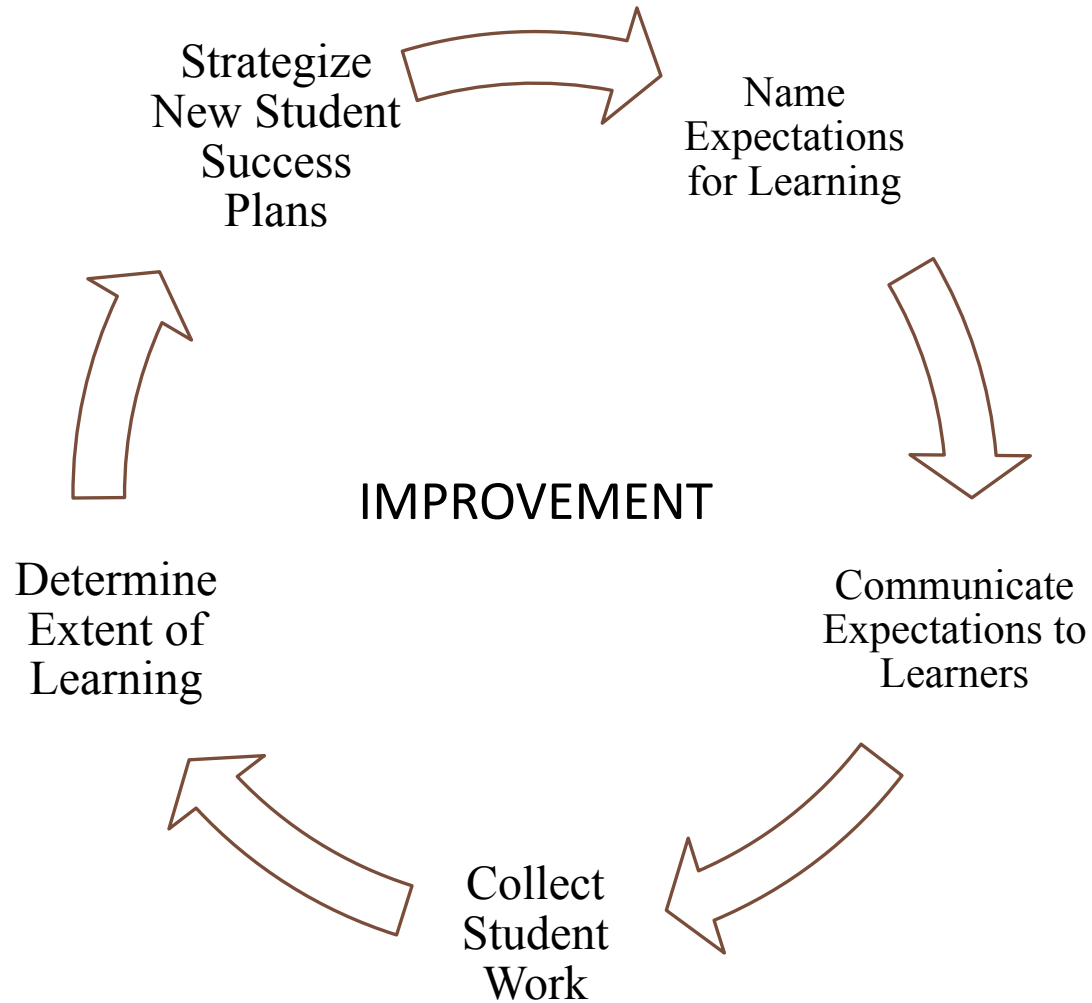 Strategize
New Student
Success
Plans
Name
Expectations
for Learning
IMPROVEMENT
Determine
Extent of
Learning
Communicate
Expectations to
Learners
Collect
Student
Work